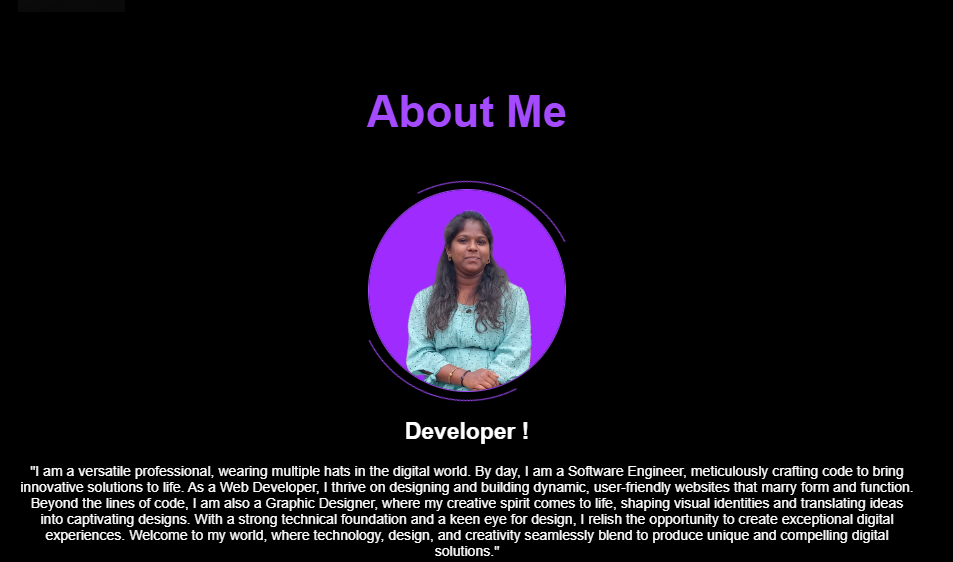 About Me
Developer !
"I am a versatile professional, wearing multiple hats in the digital world. By day, I am a Software Engineer, meticulously crafting code to bring
innovative solutions to life. As a Web Developer, I thrive on designing and building dynamic, user-friendly websites that marry form and function.
Beyond the lines of code, I am also a Graphic Designer, where my creative spirit comes to life, shaping visual identities and translating ideas
into captivating designs. With a strong technical foundation and a keen eye for design, I relish the opportunity to create exceptional digital
experiences. Welcome to my world, where technology, design, and creativity seamlessly blend to produce unique and compelling digital
solutions."